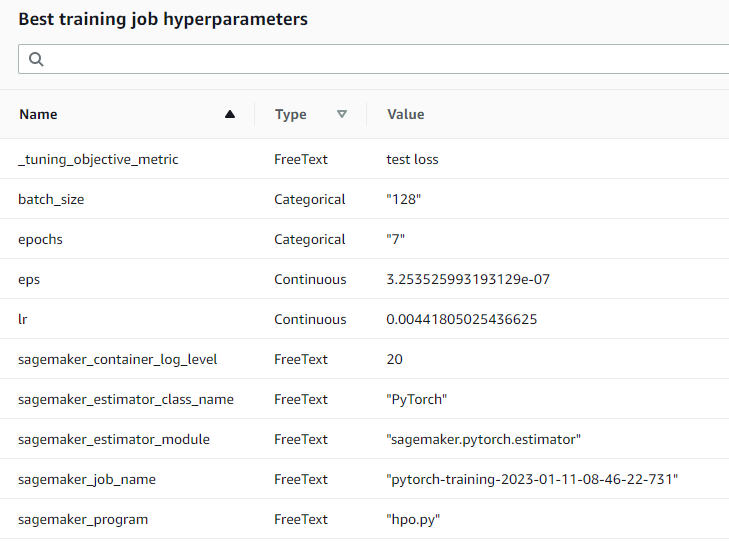 Best training job hyperparameters
Name Type Value
_tuning_objective_metric FreeText test loss
batch_size Categorical "128"
epochs Categorical "7"
eps Continuous 3.253525993193129e-07
lr Continuous 0.00441805025436625
sagemaker_container_log_level FreeText 20
sagemaker_estimator_class_name FreeText "PyTorch"
sagemaker_estimator_module FreeText "sagemaker.pytorch.estimator"
sagemaker_job_name FreeText "pytorch-training-2023-01-11-08-46-22-731"
sagemaker_program FreeText "hpo.py"